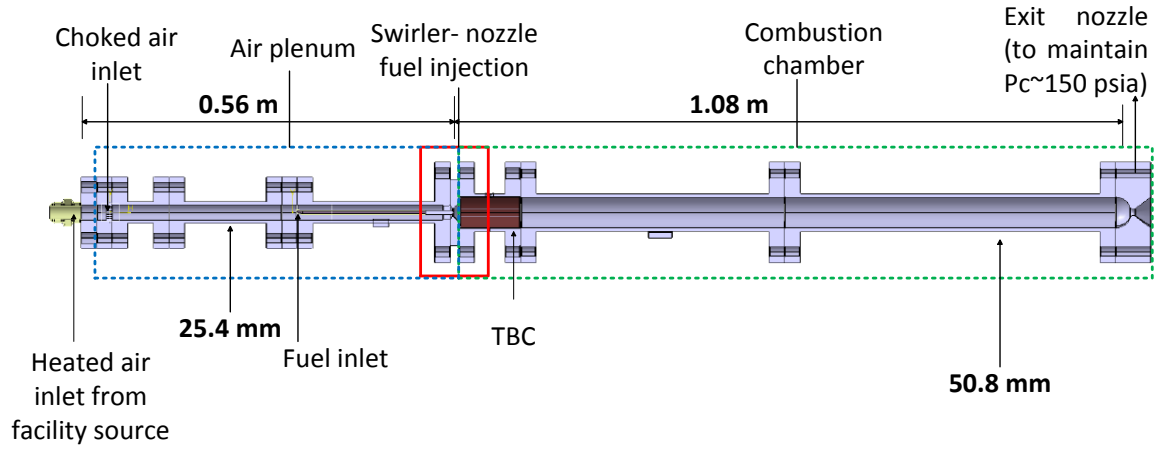 Choked air
inlet
Air plenum
Swirler- nozzle
fuel injection
Combustion
chamber
Exit nozzle
(to maintain
Pc~150 psia)
0.56 m
1.08 m
25.4 mm
Fuel inlet
TBC
50.8 mm
Heated air
inlet from
facility source